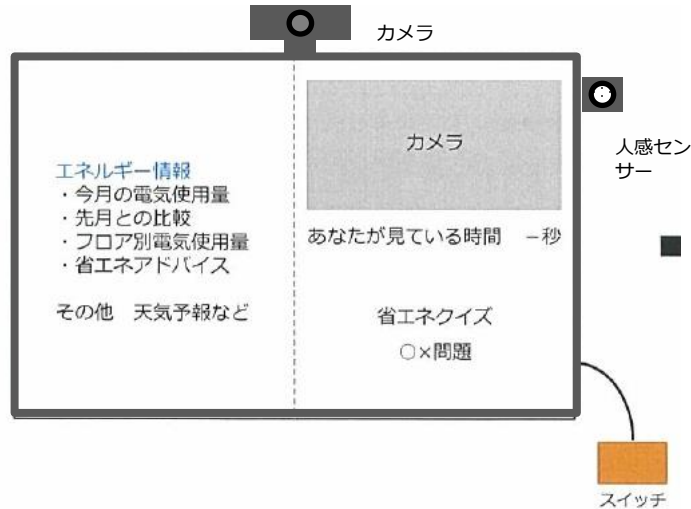 カメラ
人感セン
サー
エネルギー情報
・今月の電気使用量
・先月との比較
・フロア別電気使用量
・省エネアドバイス
その他　天気予報など
カメラ
あなたが見ている時間　－秒
省エネクイズ
○×問題
スイッチ